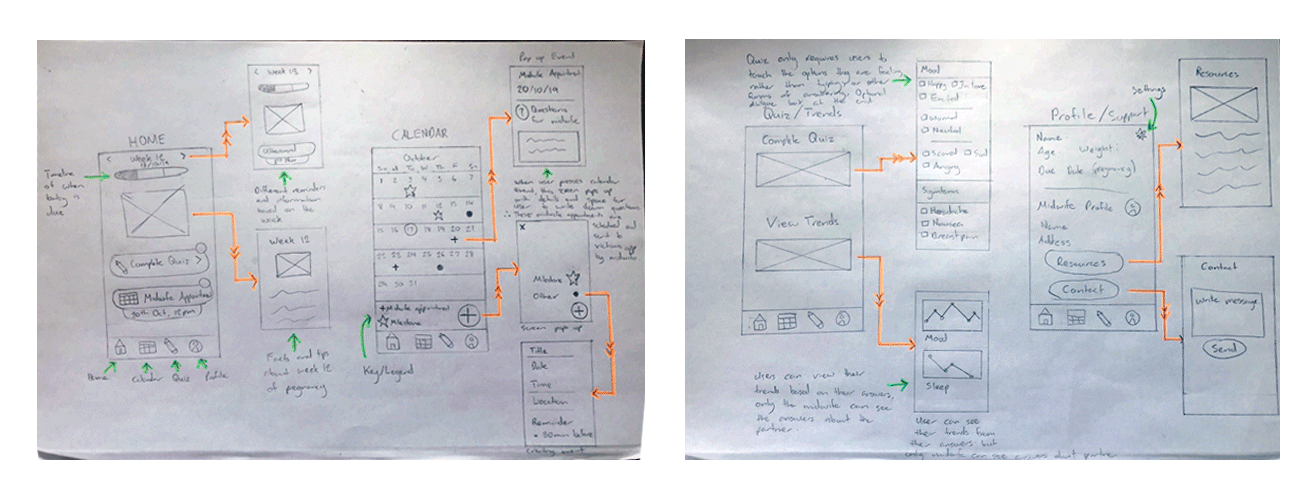 HOME
< Week 12 >
Timeline
of when
baby is
due
Complete Quiz >
Midwife Appointment
30th Oct, 12pm
Home
Calendar
Quiz
Profile
< Week 13 >
Ultrasound
Different reminders
and information
based on the
week
Week 12
Facts and tips
about week 12
of pregnancy
CALENDAR
October
1 2 3 4 5 6 7
8 9 10 11 12 13 14
15 16 17 18 19 20 21
22 23 24 25 26 27 28
29 30 31
+ Midwife appointment
Milestone
Key/Legend
Pop up Event
Midwife Appointment
20/10/19
Questions
for midwife
When user presses calendar
event, the screen pops up
with details and space for
user to write down questions
These midwife appointments are
scheduled and
sent to
by midwife
x
Milestone
Other
Screen pop up
Title
Date
Time
Location
Reminder
• 30min before
Creating event
Quiz only requires users to
touch the options they are feeling
rather than typing or other
forms of answering. Optional
dialogue box at the end
Quiz/Trends
Complete Quiz
View Trends
Users can view their
trends based on their answers,
only the midwife can see
the answers about the
partner.
Mood
Happy In love
Excited
Normal
Neutral
Scared Sad
Angry
Symptoms
Headache
Nausea
Breast pain
Mood
Sleep
User can see
their trends from
their answers but
only midwife can see answers about partner
Settings
Profile/Support
Name
Age Weight:
Due Date (pregnancy)
Midwife Profile
Name
Address
Resources
Contact
Resources
Contact
Write message
Send